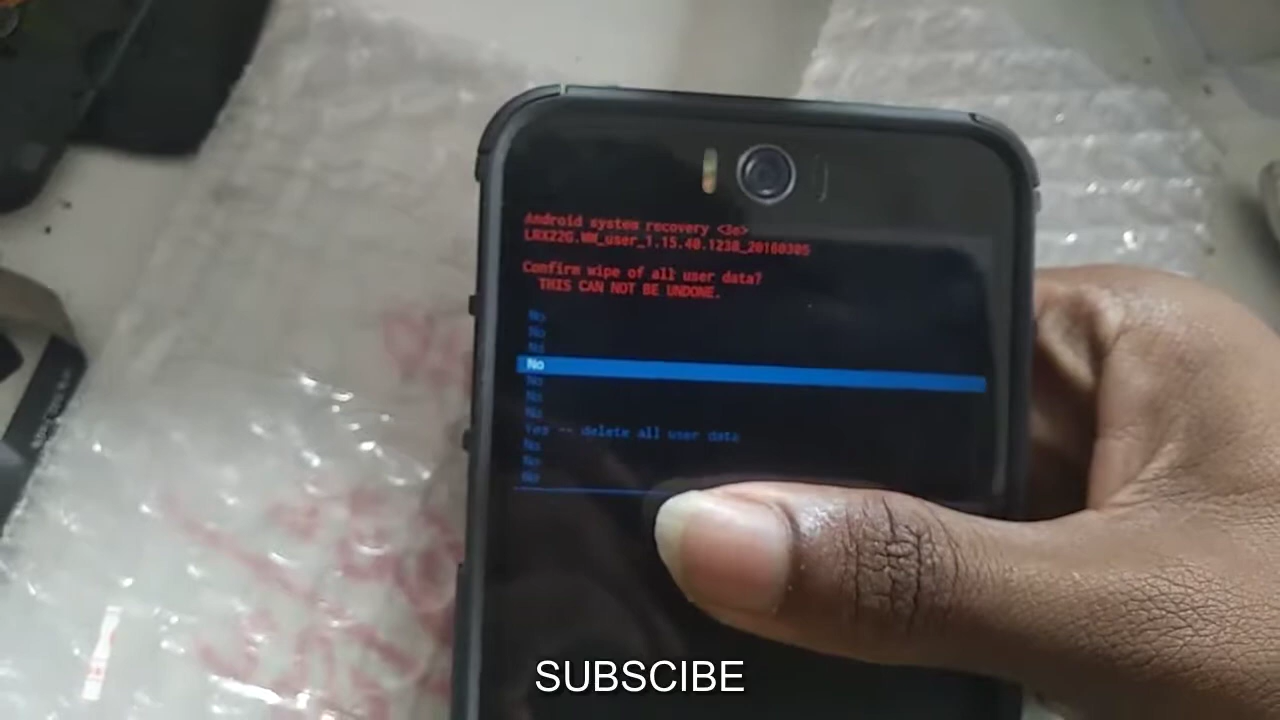 Android system recovery <3e>
LRX22G.WW_user_1.15.40.1238_20160305
Confirm wipe of all user data?
THIS CAN NOT BE UNDONE.
No
No
No
No
No
No
No
Yes -- delete all user data
No
No
No
SUBSCIBE